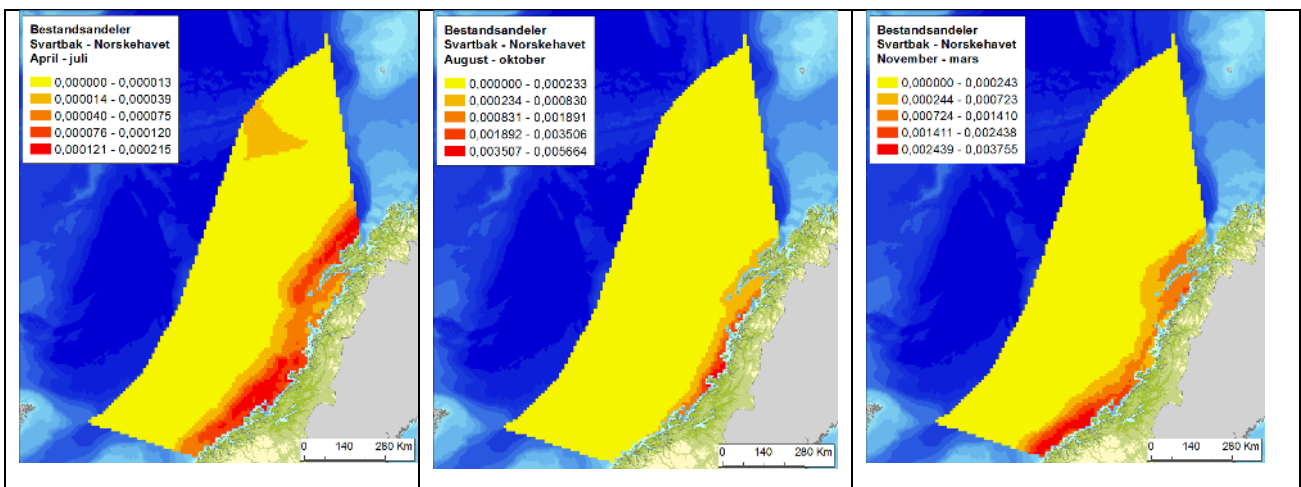 Bestandsandeler
Svartbak - Norskehavet
April - juli
0,000000 - 0,000013
0,000014 - 0,000039
0,000040 - 0,000075
0,000076 - 0,000120
0,000121 - 0,000215
0 140 280 Km
Bestandsandeler
Svartbak - Norskehavet
August - oktober
0,000000 - 0,000233
0,000234 - 0,000830
0,000831 - 0,001891
0,001892 - 0,003506
0,003507 - 0,005664
0 140 280 Km
Bestandsandeler
Svartbak - Norskehavet
November - mars
0,000000 - 0,000243
0,000244 - 0,000723
0,000724 - 0,001410
0,001411 - 0,002438
0,002439 - 0,003755
0 140 280 Km